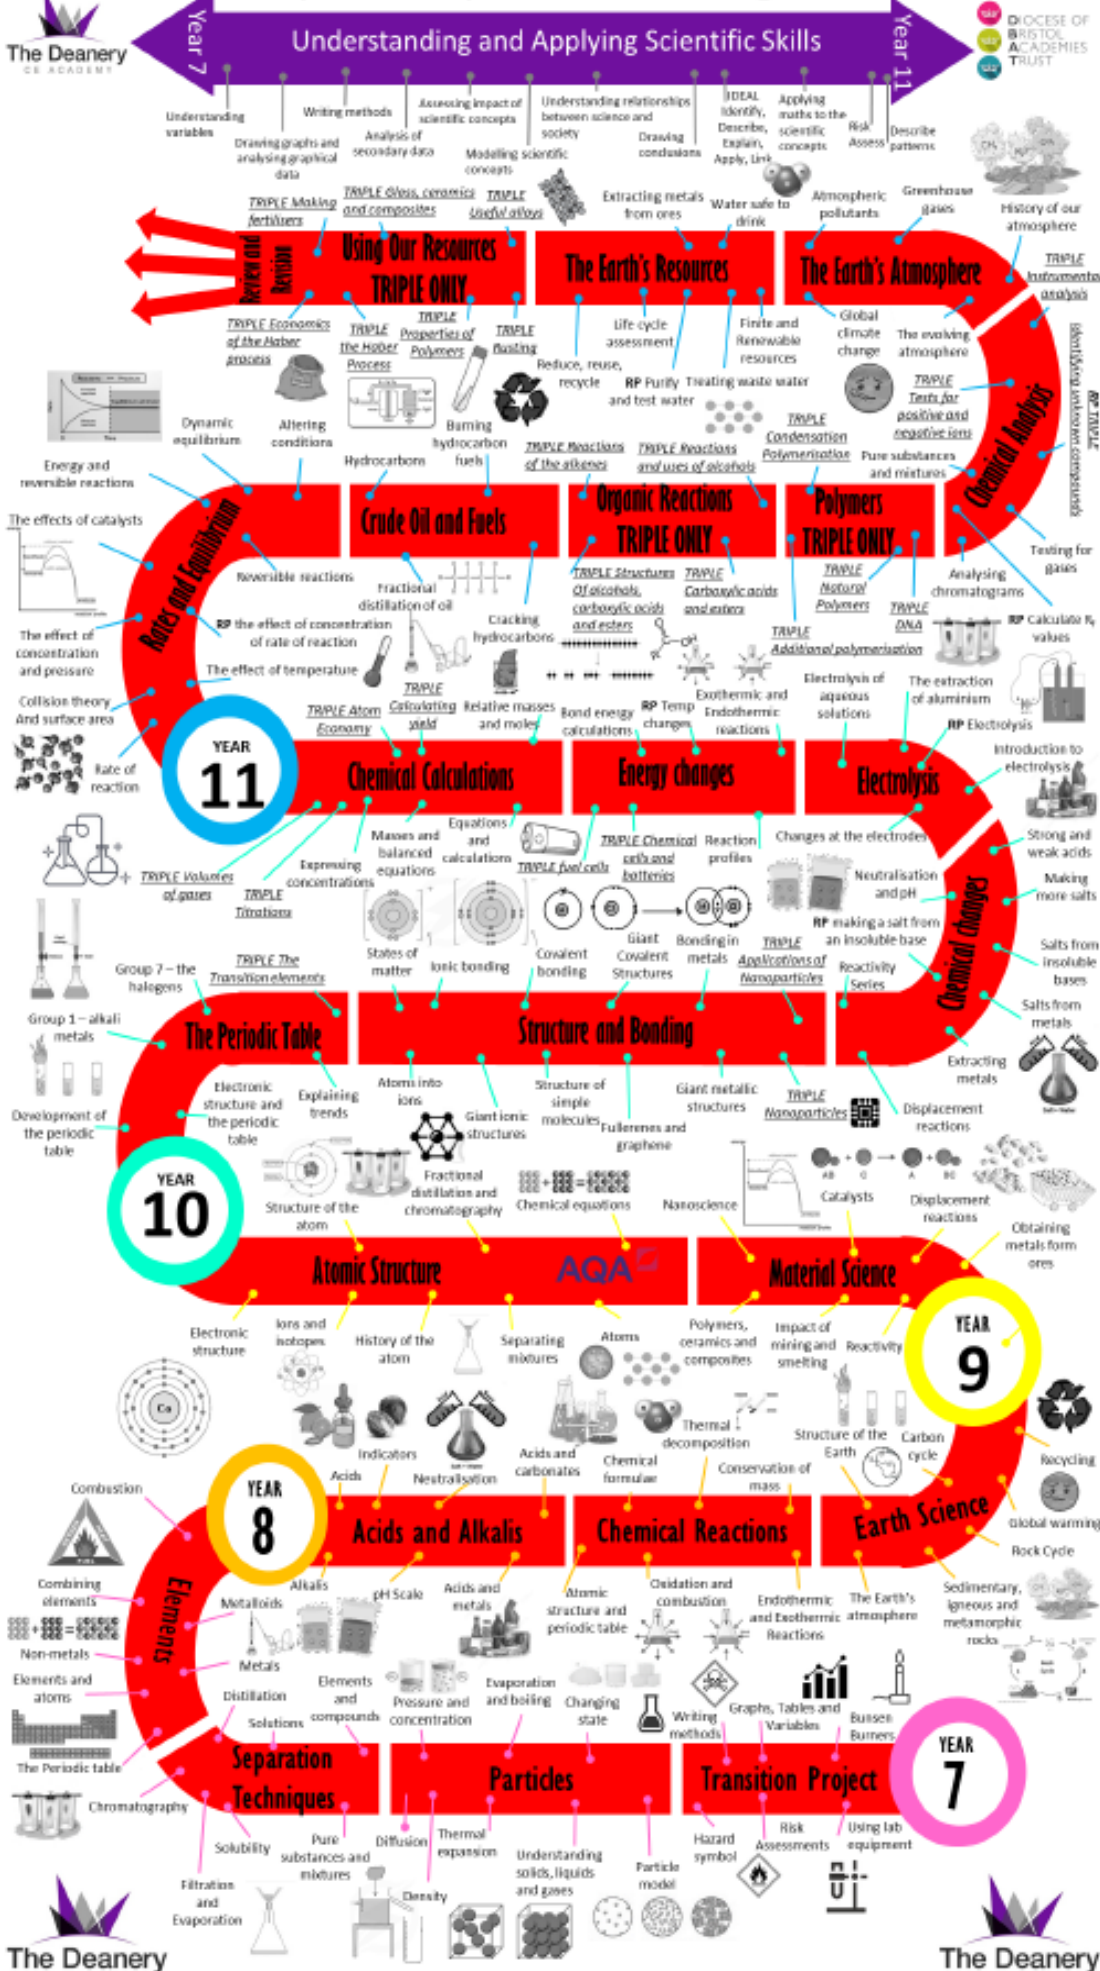 The Deanery
CE ACADEMY
Year 7
Understanding and Applying Scientific Skills
Year 11
DIOCESE OF
BRISTOL
ACADEMIES
TRUST
Understanding
variables
Drawing graphs and
analysing graphical
data
Writing methods
Analysis of
secondary data
Assessing impact of
scientific concepts
Modelling scientific
concepts
Understanding relationships
between science and
society
Drawing
conclusions
IDEAL
Identify,
Describe,
Explain,
Apply, Link
Applying
maths to the
scientific
concepts
Risk
Assess
Describe
patterns
TRIPLE Making
fertilisers
TRIPLE Glass, ceramics
and composites
TRIPLE
Useful alloys
Extracting metals
from ores
Water safe to
drink
Atmospheric
pollutants
Greenhouse
gases
History of our
atmosphere
TRIPLE
Instrumental
analysis
Review and
Revision
Using Our Resources
TRIPLE ONLY
The Earth's Resources
The Earth's Atmosphere
TRIPLE Economics
of the Haber
process
TRIPLE
the Haber
Process
TRIPLE
Properties of
Polymers
TRIPLE
Rusting
Reduce, reuse,
recycle
Life cycle
assessment
RP Purify
and test water
Treating waste water
Finite and
Renewable
resources
Global
climate
change
The evolving
atmosphere
TRIPLE
Tests for
positive and
negative ions
RP TRIPLE
Identifying unknown compounds
Chemical Analysis
Pure substances
and mixtures
Testing for
gases
Analysing
chromatograms
RP Calculate Rf
values
Dynamic
equilibrium
Altering
conditions
Energy and
reversible reactions
The effects of catalysts
Hydrocarbons
Burning
hydrocarbon
fuels
TRIPLE Reactions
of the alkenes
TRIPLE Reactions
and uses of alcohols
TRIPLE
Condensation
Polymerisation
Rates and Equilibrium
Crude Oil and Fuels
Organic Reactions
TRIPLE ONLY
Polymers
TRIPLE ONLY
Reversible reactions
RP the effect of concentration
of rate of reaction
The effect of temperature
The effect of
concentration
and pressure
Collision theory
And surface area
Rate of
reaction
Fractional
distillation of oil
Cracking
hydrocarbons
TRIPLE Structures
Of alcohols,
carboxylic acids
and esters
TRIPLE
Carboxylic acids
and esters
TRIPLE
Additional polymerisation
TRIPLE
Natural
Polymers
TRIPLE
DNA
YEAR
11
TRIPLE Atom
Economy
TRIPLE
Calculating
yield
Relative masses
and moles
Bond energy
calculations
RP Temp
changes
Exothermic and
Endothermic
reactions
Electrolysis of
aqueous
solutions
The extraction
of aluminium
RP Electrolysis
Introduction to
electrolysis
Chemical Calculations
Energy changes
Electrolysis
TRIPLE Volumes
of gases
TRIPLE
Titrations
Expressing
concentrations
Masses and
balanced
equations
Equations
and
calculations
TRIPLE fuel cells
TRIPLE Chemical
cells and
batteries
Reaction
profiles
Changes at the electrodes
Neutralisation
and pH
RP making a salt from
an insoluble base
Strong and
weak acids
Making
more salts
Salts from
insoluble
bases
Salts from
metals
Extracting
metals
Chemical changes
Group 7 – the
halogens
TRIPLE The
Transition elements
States of
matter
Ionic bonding
Covalent
bonding
Giant
Covalent
Structures
Bonding in
metals
TRIPLE
Applications of
Nanoparticles
Reactivity
Series
Group 1 – alkali
metals
The Periodic Table
Structure and Bonding
Development of
the periodic
table
Electronic
structure and
the periodic
table
Explaining
trends
Atoms into
ions
Giant ionic
structures
Structure of
simple
molecules
Fullerenes and
graphene
Giant metallic
structures
TRIPLE
Nanoparticles
Displacement
reactions
YEAR
10
Structure of the
atom
Fractional
distillation and
chromatography
Chemical equations
Nanoscience
Catalysts
Displacement
reactions
Obtaining
metals form
ores
Atomic Structure
AQA
Material Science
Electronic
structure
Ions and
isotopes
History of the
atom
Separating
mixtures
Atoms
Polymers,
ceramics and
composites
Impact of
mining and
smelting
Reactivity
YEAR
9
Ca
Indicators
Acids
Neutralisation
Acids and
carbonates
Chemical
formulae
Thermal
decomposition
Conservation of
mass
Structure of the
Earth
Carbon
cycle
Recycling
Global warming
Rock Cycle
Combustion
YEAR
8
Acids and Alkalis
Chemical Reactions
Earth Science
Alkalis
pH Scale
Acids and
metals
Atomic
structure and
periodic table
Oxidation and
combustion
Endothermic
and Exothermic
Reactions
The Earth's
atmosphere
Sedimentary,
igneous and
metamorphic
rocks
Combining
elements
Non-metals
Elements and
atoms
The Periodic table
Elements
Metalloids
Metals
Distillation
Solutions
Elements
and
compounds
Pressure and
concentration
Evaporation
and boiling
Changing
state
Writing
methods
Graphs, Tables and
Variables
Bunsen
Burners
Separation
Techniques
Particles
Transition Project
YEAR
7
Chromatography
Solubility
Filtration
and
Evaporation
Pure
substances and
mixtures
Diffusion
Density
Thermal
expansion
Understanding
solids, liquids
and gases
Particle
model
Hazard
symbol
Risk
Assessments
Using lab
equipment
The Deanery
The Deanery